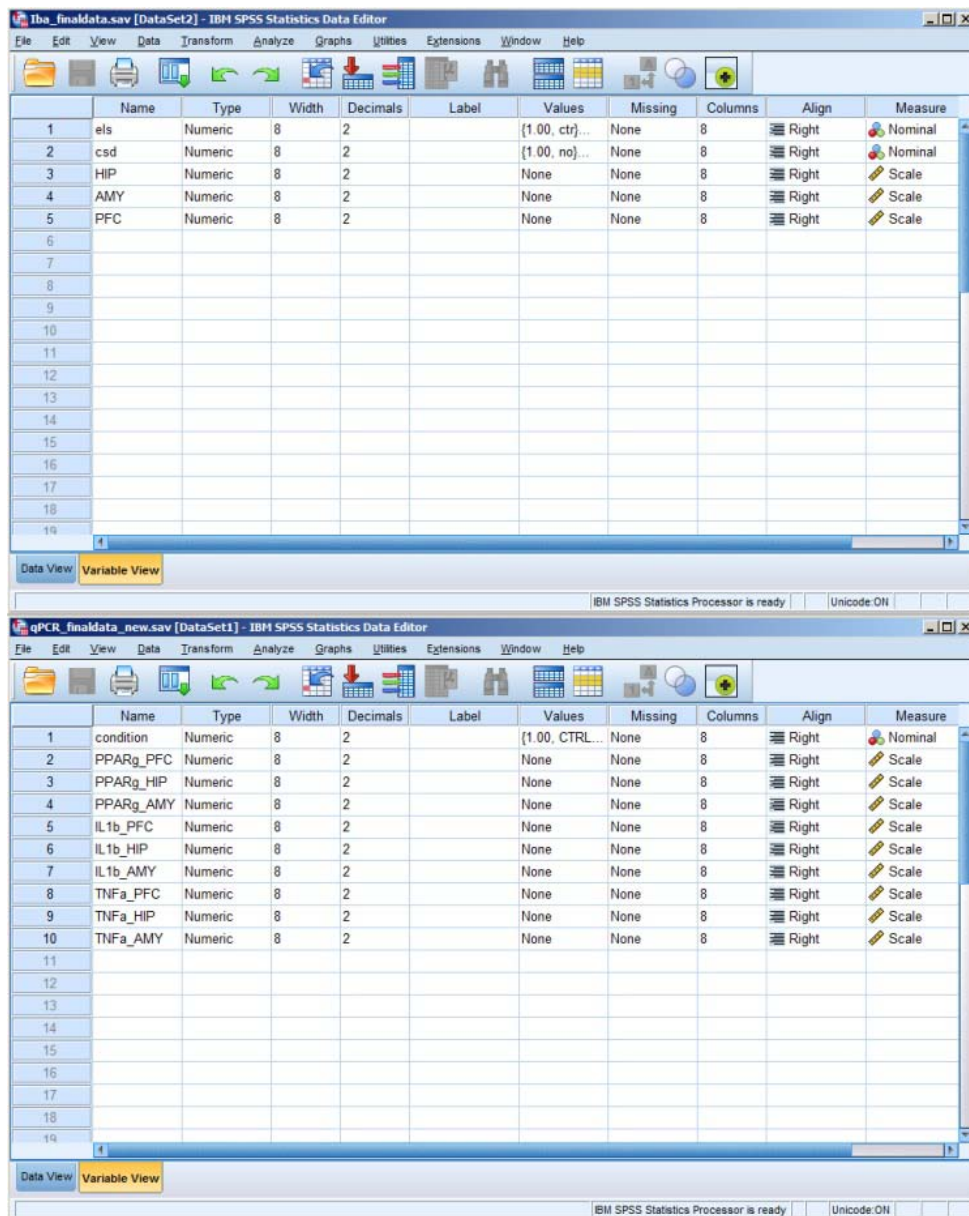 Iba_finaldata.sav [DataSet2] - IBM SPSS Statistics Data Editor
File Edit View Data Transform Analyze Graphs Utilities Extensions Window Help
Name Type Width Decimals Label Values Missing Columns Align Measure
1 els Numeric 8 2 {1.00, ctr}... None 8 Right Nominal
2 csd Numeric 8 2 {1.00, no}... None 8 Right Nominal
3 HIP Numeric 8 2 None None 8 Right Scale
4 AMY Numeric 8 2 None None 8 Right Scale
5 PFC Numeric 8 2 None None 8 Right Scale
6
7
8
9
10
11
12
13
14
15
16
17
18
19
Data View Variable View
IBM SPSS Statistics Processor is ready Unicode:ON
qPCR_finaldata_new.sav [DataSet1] - IBM SPSS Statistics Data Editor
File Edit View Data Transform Analyze Graphs Utilities Extensions Window Help
Name Type Width Decimals Label Values Missing Columns Align Measure
1 condition Numeric 8 2 {1.00, CTRL... None 8 Right Nominal
2 PPARg_PFC Numeric 8 2 None None 8 Right Scale
3 PPARg_HIP Numeric 8 2 None None 8 Right Scale
4 PPARg_AMY Numeric 8 2 None None 8 Right Scale
5 IL1b_PFC Numeric 8 2 None None 8 Right Scale
6 IL1b_HIP Numeric 8 2 None None 8 Right Scale
7 IL1b_AMY Numeric 8 2 None None 8 Right Scale
8 TNFa_PFC Numeric 8 2 None None 8 Right Scale
9 TNFa_HIP Numeric 8 2 None None 8 Right Scale
10 TNFa_AMY Numeric 8 2 None None 8 Right Scale
11
12
13
14
15
16
17
18
19
Data View Variable View
IBM SPSS Statistics Processor is ready Unicode:ON